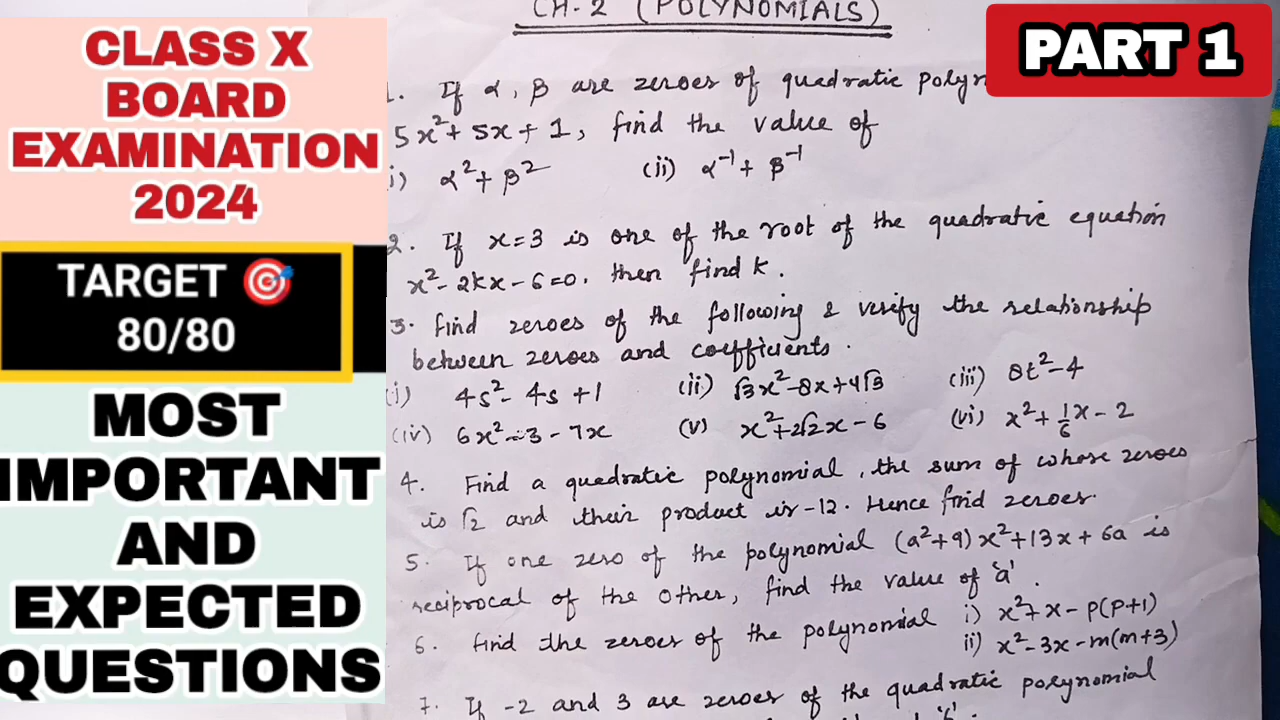 CLASS X
BOARD
EXAMINATION
2024
TARGET 🎯
80/80
MOST
IMPORTANT
AND
EXPECTED
QUESTIONS
PART 1
CH-2 (POLYNOMIALS)
1. If α, β are zeroes of quadratic
5x²+ 5x + 1, find the value of
i) α²+ β² (ii) α⁻¹+ β⁻¹
2. If x=3 is one of the root of the quadratic equation
x²- 2kx - 6=0. then find k.
3. find zeroes of the following & verify the relationship
between zeroes and coefficients.
(i) 4s²- 4s +1 (ii) √3x²-8x+4√3 (iii) 8t²-4
(iv) 6x²-3-7x (v) x²+2√2x-6 (vi) x²+ 1/6 x - 2
4. Find a quadratic polynomial, the sum of whose zeroes
is √2 and their product is -12. Hence find zeroes.
5. If one zero of the polynomial (a²+9)x²+13x+6a is
reciprocal of the other, find the value of 'a'.
6. find the zeroes of the polynomial i) x²+x-p(p+1)
ii) x²-3x-m(m+3)
7. If -2 and 3 are zeroes of the quadratic polynomial